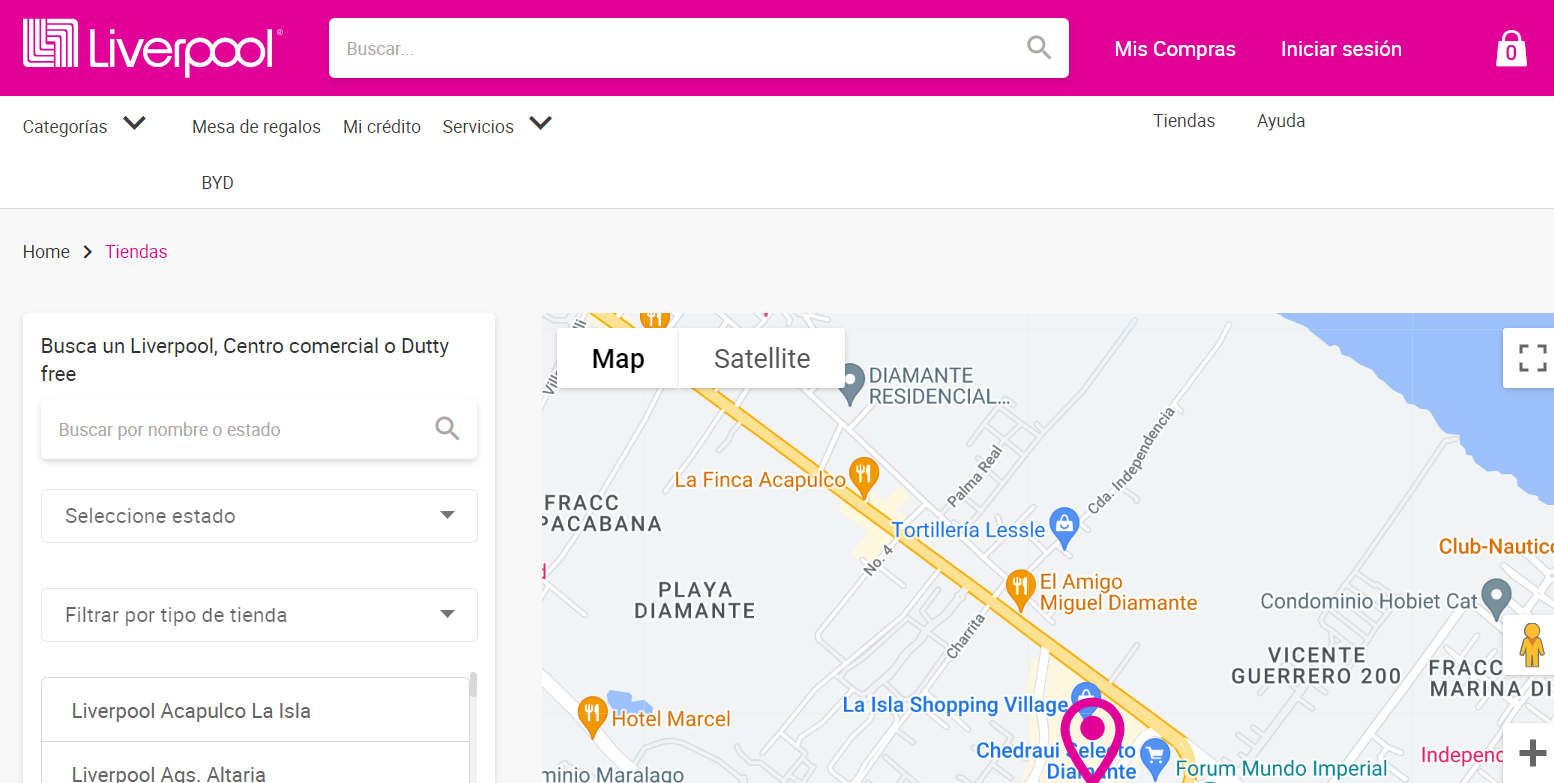 Liverpool®
Buscar...
Mis Compras
Iniciar sesión
0
Categorías
Mesa de regalos
Mi crédito
Servicios
Tiendas
Ayuda
BYD
Home
Tiendas
Busca un Liverpool, Centro comercial o Dutty
free
Buscar por nombre o estado
Seleccione estado
Filtrar por tipo de tienda
Liverpool Acapulco La Isla
Liverpool Ags. Altaria
Map
Satellite
DIAMANTE
RESIDENCIAL...
La Finca Acapulco
Palma Real
Cda. Independencia
FRACC
PACABANA
Tortillería Lessle
No. 4
Club-Nautico
PLAYA
DIAMANTE
El Amigo
Miguel Diamante
Condominio Hobiet Cat
Charrita
VICENTE
GUERRERO 200
FRACC
MARINA DI
La Isla Shopping Village
Hotel Marcel
Chedraui Selecto
Diamante
Independ
Forum Mundo Imperial
minio Maralago